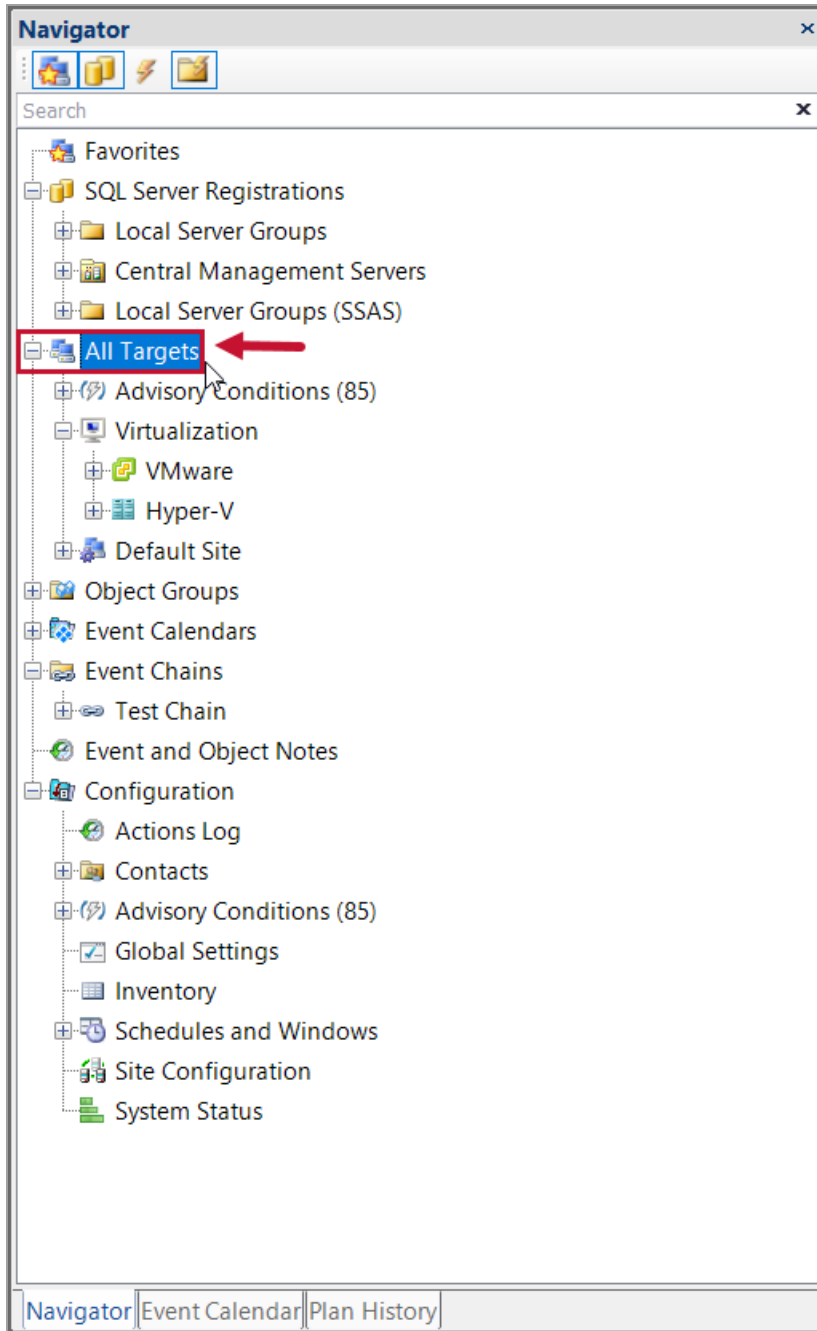 Navigator
Search
Favorites
SQL Server Registrations
Local Server Groups
Central Management Servers
Local Server Groups (SSAS)
All Targets
Advisory Conditions (85)
Virtualization
VMware
Hyper-V
Default Site
Object Groups
Event Calendars
Event Chains
Test Chain
Event and Object Notes
Configuration
Actions Log
Contacts
Advisory Conditions (85)
Global Settings
Inventory
Schedules and Windows
Site Configuration
System Status
Navigator Event Calendar Plan History